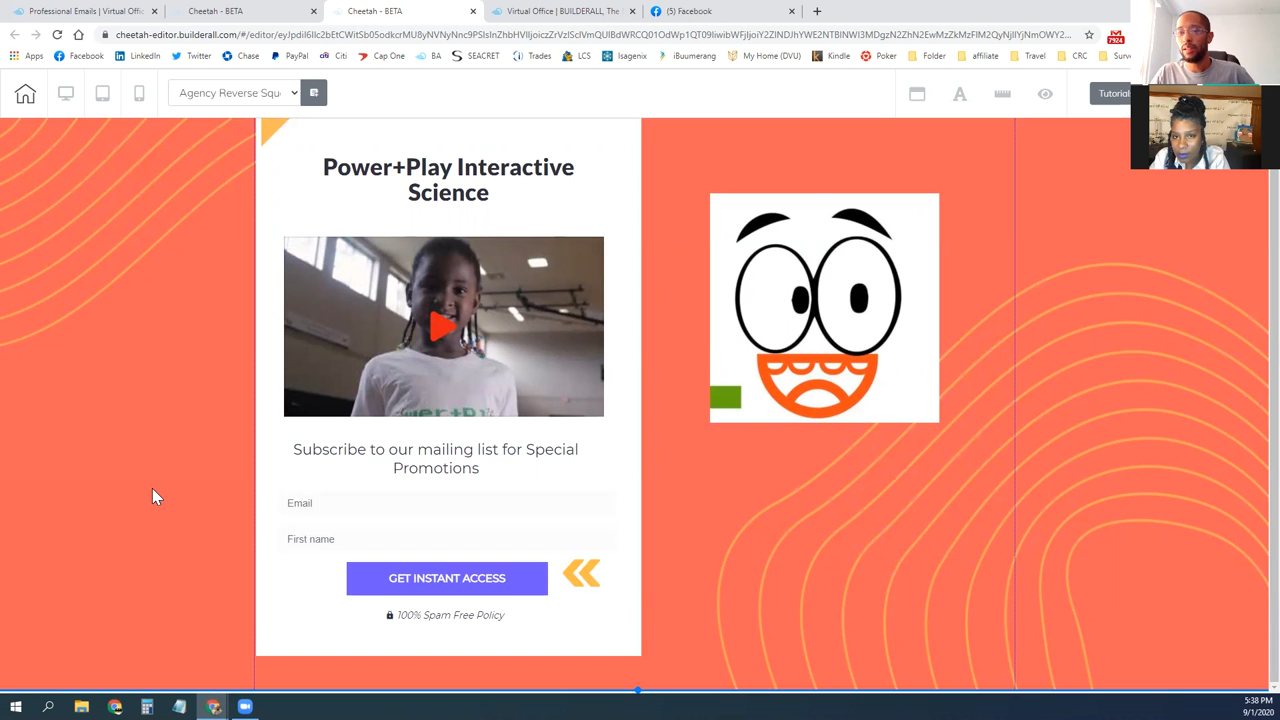 Professional Emails | Virtual Offic
Cheetah - BETA
Cheetah - BETA
Virtual Office | BUILDERALL, The
(5) Facebook
Apps
Facebook
LinkedIn
Twitter
Chase
PayPal
Citi
Cap One
BA
SEACRET
Trades
LCS
Isagenix
iBuumerang
My Home (DVU)
Kindle
Poker
Folder
affiliate
Travel
CRC
Surve
7924
Agency Reverse Squ
Tutorial
Power+Play Interactive
Science
Subscribe to our mailing list for Special
Promotions
Email
First name
GET INSTANT ACCESS
100% Spam Free Policy
5:38 PM
9/1/2020